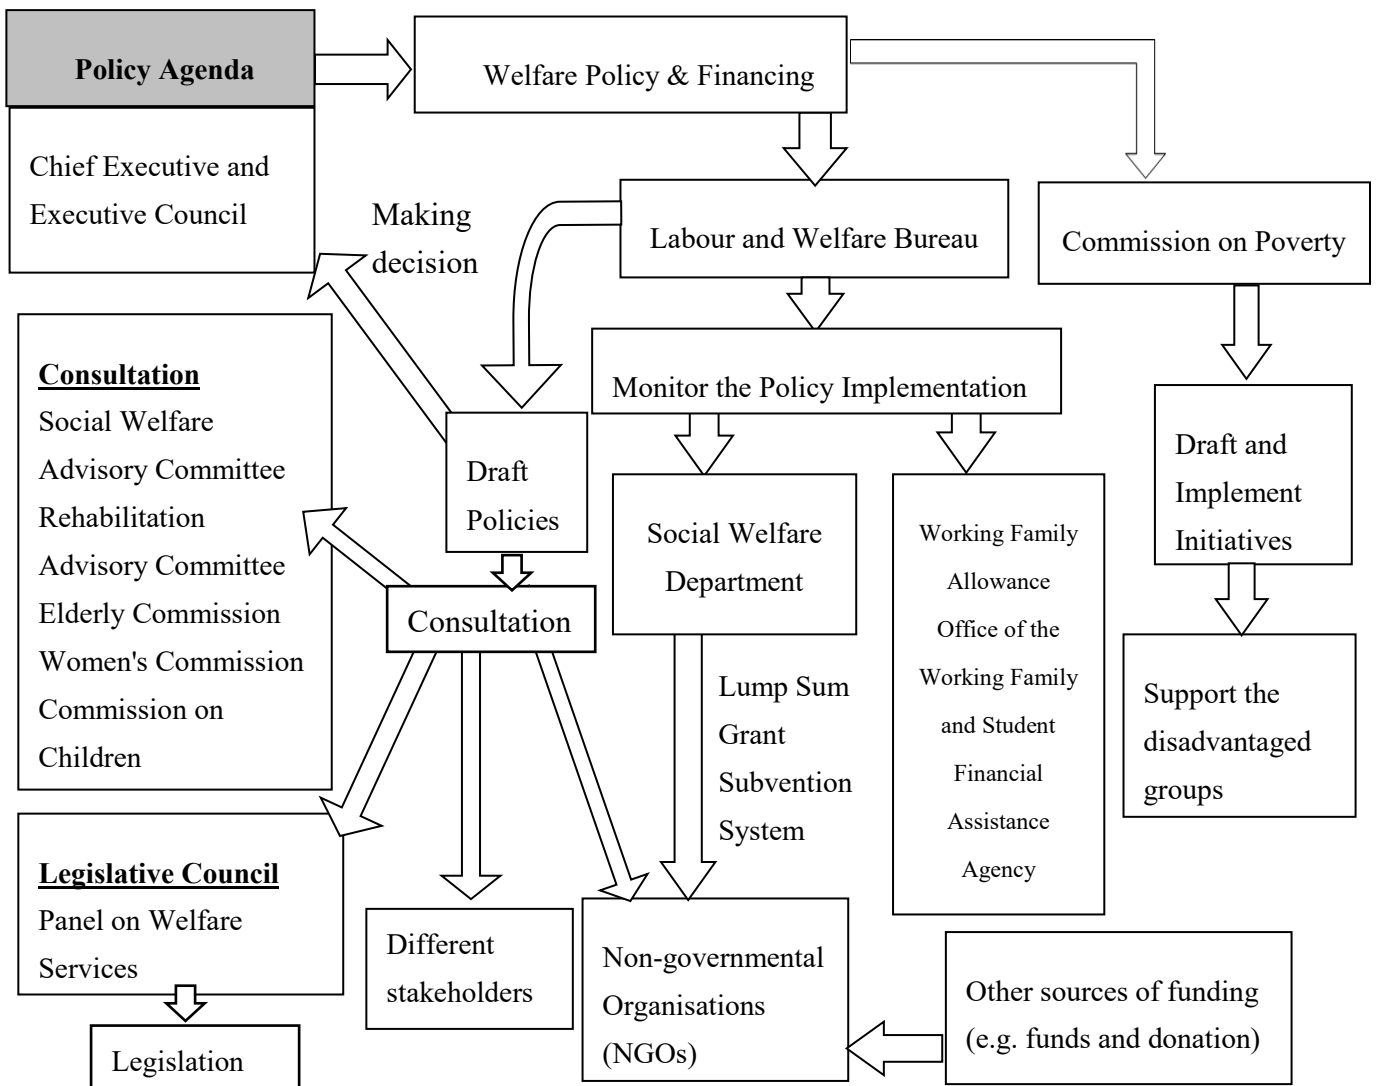 Policy Agenda
Chief Executive and
Executive Council
Welfare Policy & Financing
Making
decision
Labour and Welfare Bureau
Commission on Poverty
Monitor the Policy Implementation
Consultation
Social Welfare
Advisory Committee
Rehabilitation
Advisory Committee
Elderly Commission
Women's Commission
Commission on
Children
Draft
Policies
Consultation
Social Welfare
Department
Working Family
Allowance
Office of the
Working Family
and Student
Financial
Assistance
Agency
Draft and
Implement
Initiatives
Support the
disadvantaged
groups
Lump Sum
Grant
Subvention
System
Legislative Council
Panel on Welfare
Services
Legislation
Different
stakeholders
Non-governmental
Organisations
(NGOs)
Other sources of funding
(e.g. funds and donation)